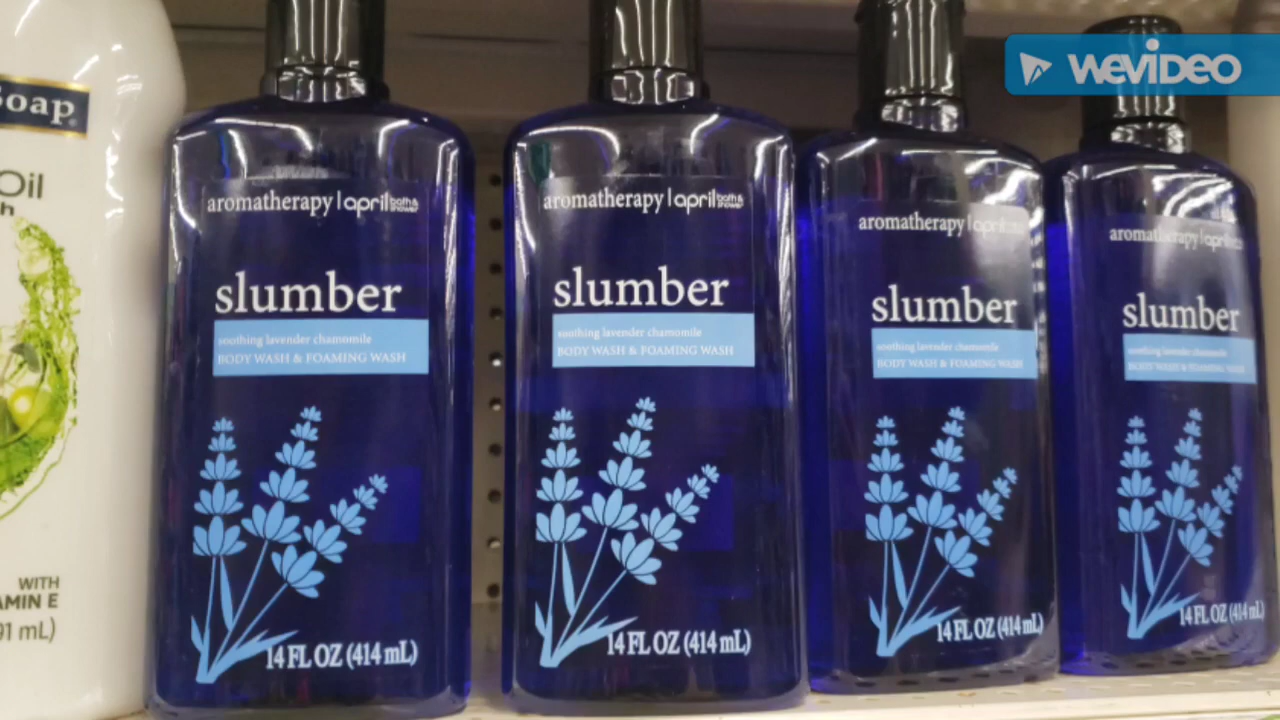 WeVideo
Soap
Oil
WITH
aromatherapy | april bath & SHOWER
slumber
soothing lavender chamomile
BODY WASH & FOAMING WASH
14 FL OZ (414 mL)
aromatherapy | april bath & SHOWER
slumber
soothing lavender chamomile
BODY WASH & FOAMING WASH
14 FL OZ (414 mL)
aromatherapy | april
slumber
soothing lavender chamomile
BODY WASH & FOAMING WASH
14 FL OZ (414 mL)
aromatherapy | april
slumber
soothing lavender chamomile
BODY WASH & FOAMING WASH
14 FL OZ (414 mL)